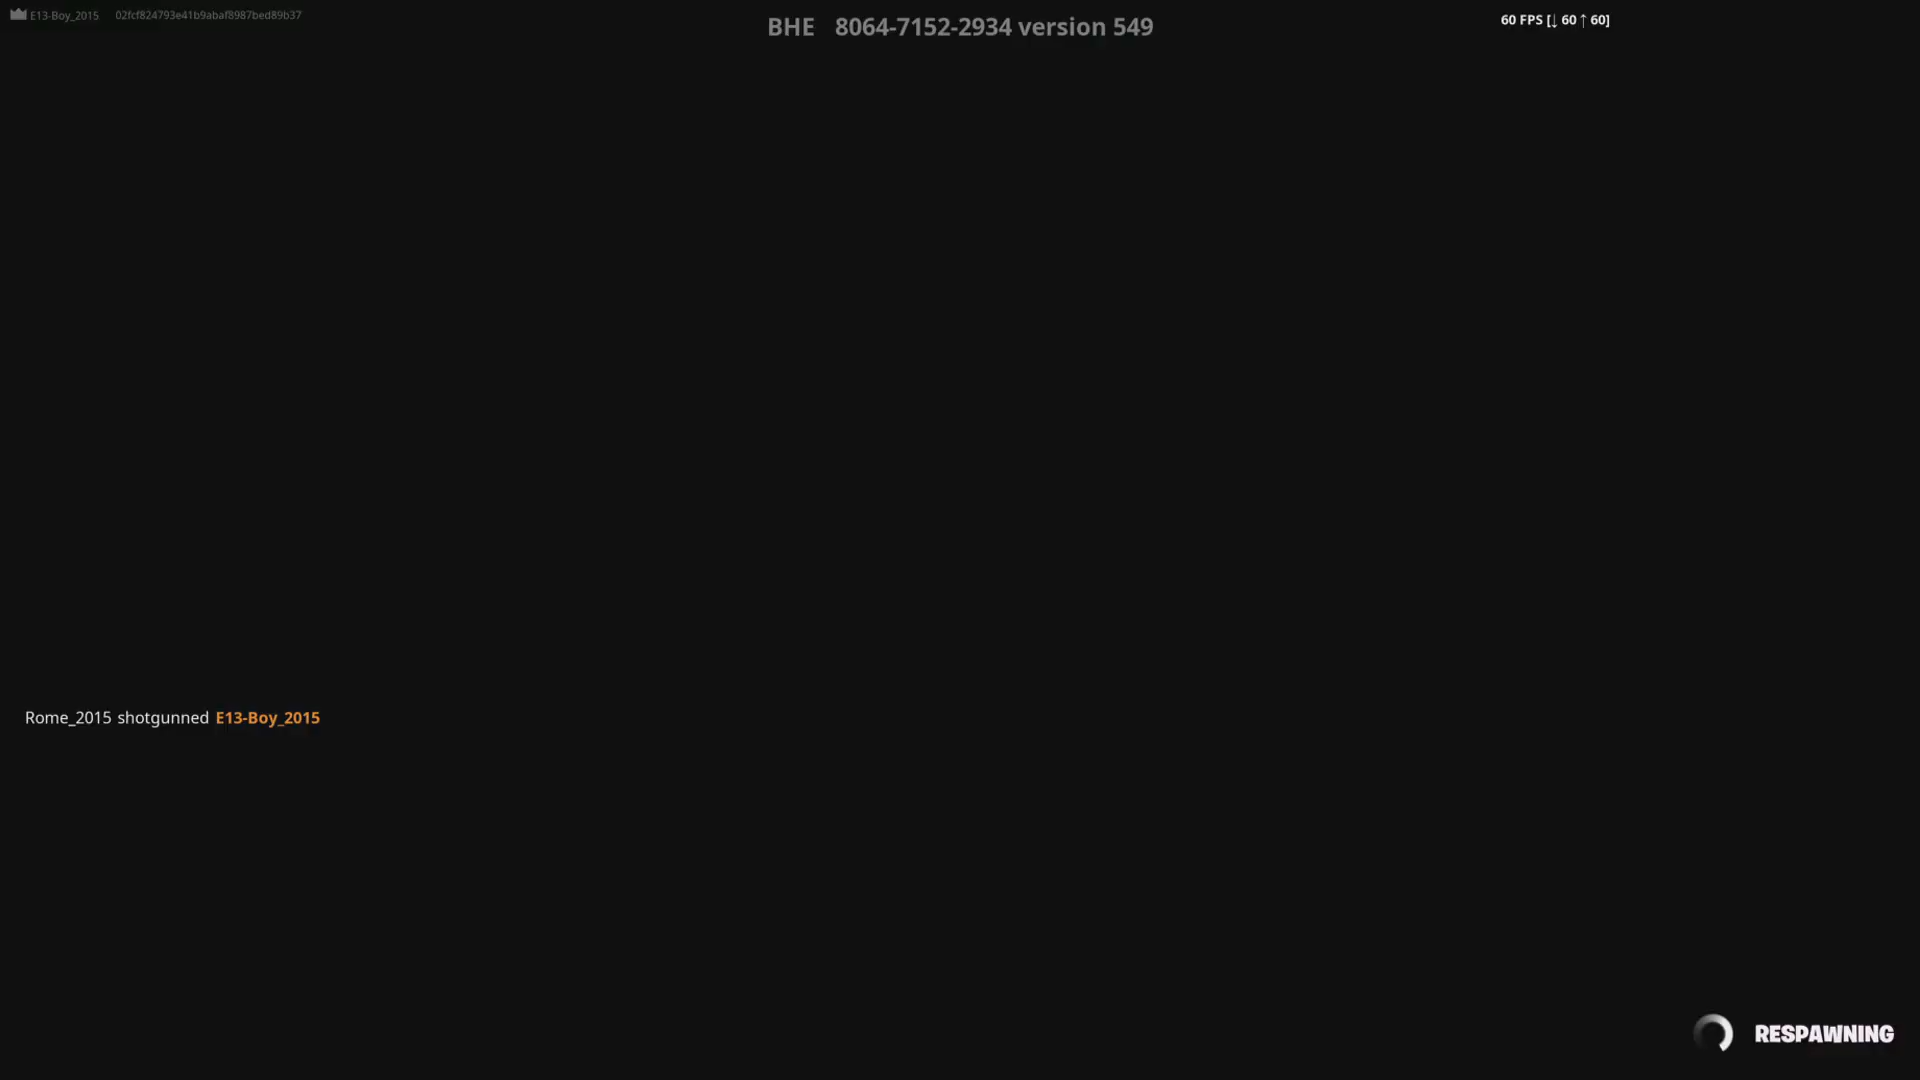 E13-Boy_2015 02fcf824793e41b9abaf8987bed89b37
BHE 8064-7152-2934 version 549
60 FPS [↓ 60 ↑ 60]
Rome_2015 shotgunned E13-Boy_2015
RESPAWNING